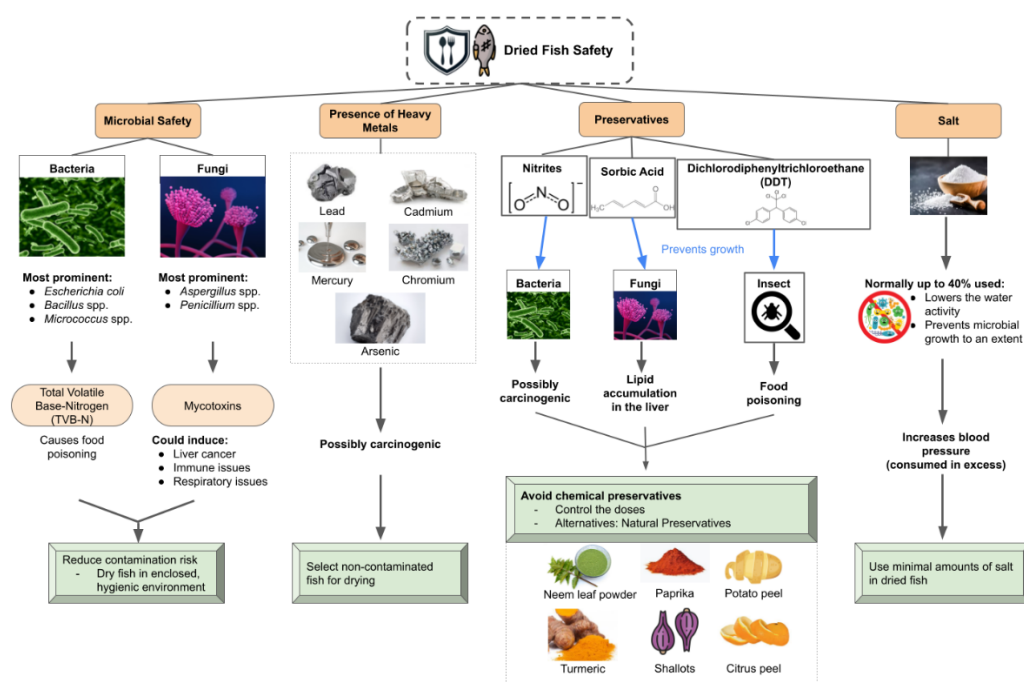 Dried Fish Safety
Microbial Safety
Bacteria
Fungi
Most prominent:
● Escherichia coli
● Bacillus spp.
● Micrococcus spp.
Most prominent:
● Aspergillus spp.
● Penicillium spp.
Total Volatile
Base-Nitrogen
(TVB-N)
Causes food
poisoning
Mycotoxins
Could induce:
● Liver cancer
● Immune issues
● Respiratory issues
Reduce contamination risk
- Dry fish in enclosed,
hygienic environment
Presence of Heavy
Metals
Lead
Cadmium
Mercury
Chromium
Arsenic
Possibly carcinogenic
Select non-contaminated
fish for drying
Preservatives
Nitrites
[O N O]−
Sorbic Acid
H₃C
O
OH
Dichlorodiphenyltrichloroethane
(DDT)
Cl
Cl
Cl
Cl
Cl
Prevents growth
Bacteria
Fungi
Insect
Possibly
carcinogenic
Lipid
accumulation
in the liver
Food
poisoning
Avoid chemical preservatives
- Control the doses
- Alternatives: Natural Preservatives
Neem leaf powder
Paprika
Potato peel
Turmeric
Shallots
Citrus peel
Salt
Normally up to 40% used:
● Lowers the water
activity
● Prevents microbial
growth to an extent
Increases blood
pressure
(consumed in excess)
Use minimal amounts of salt
in dried fish